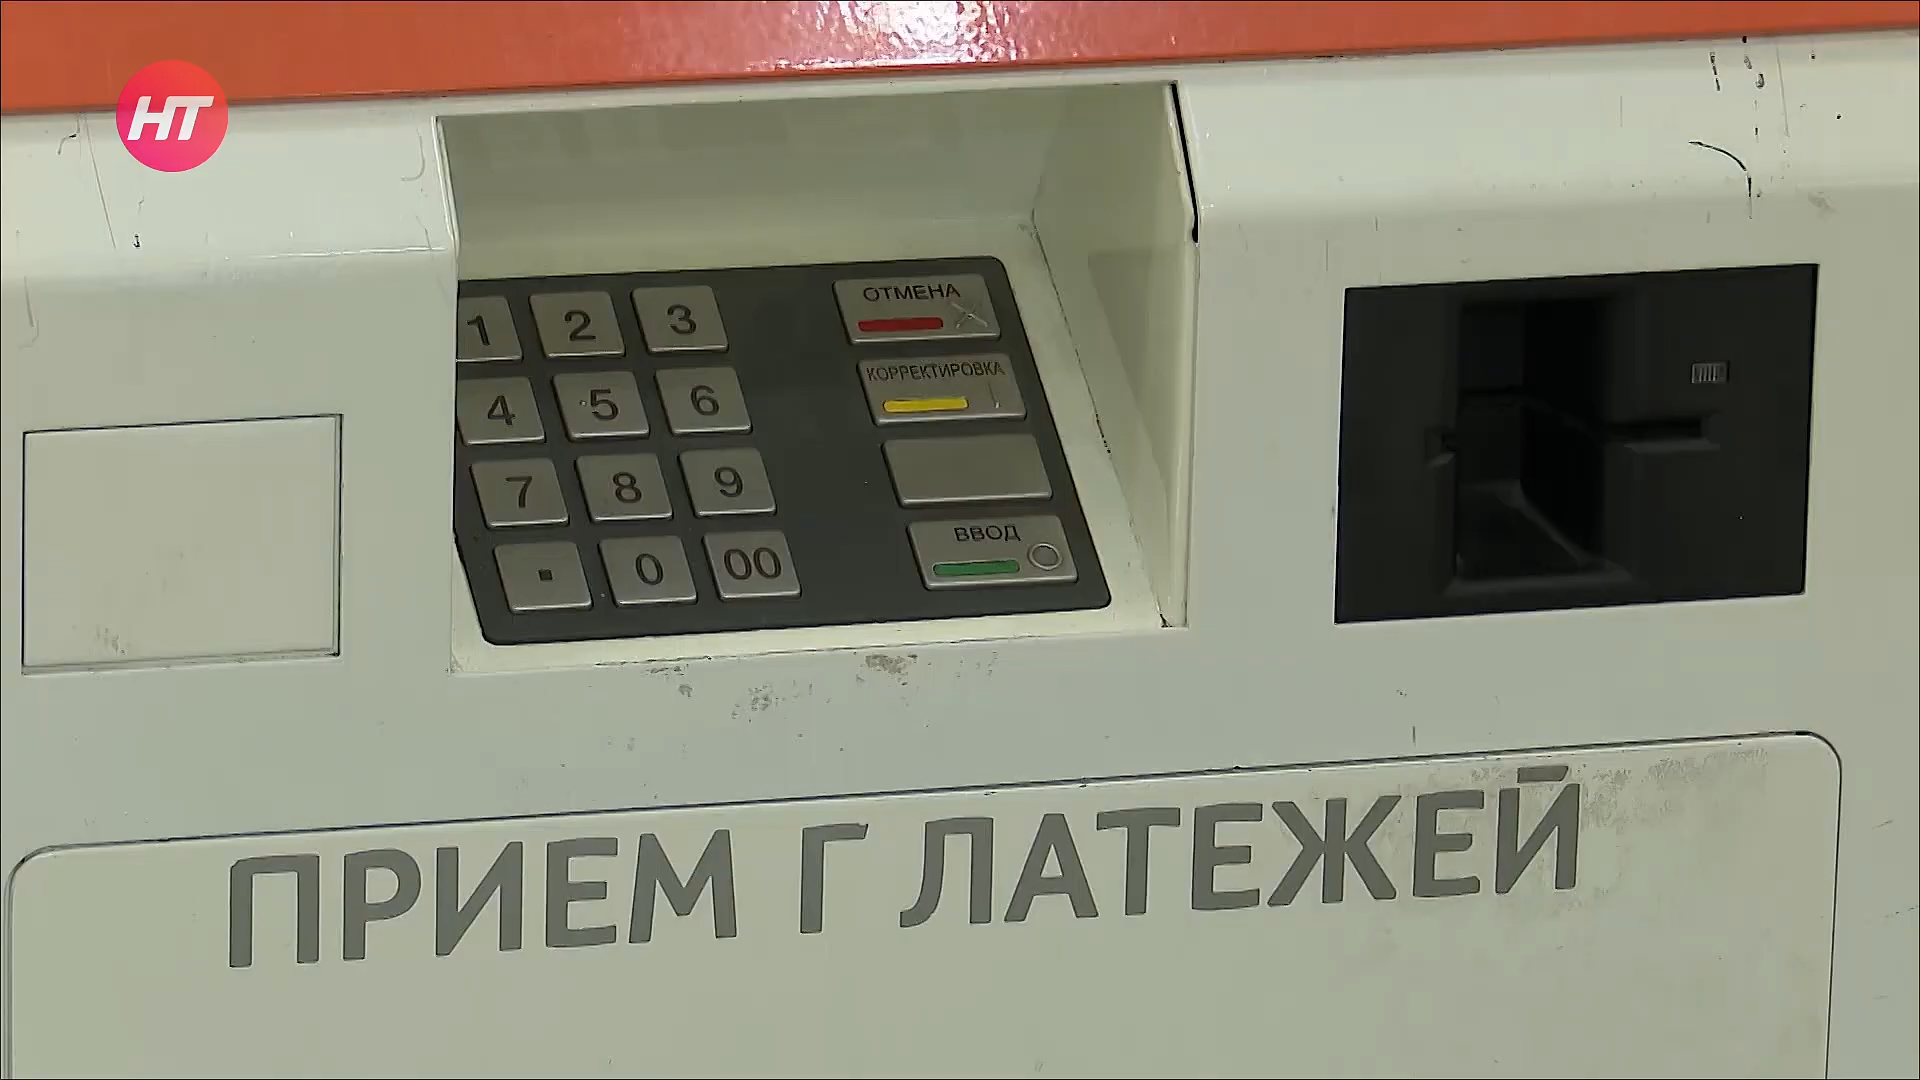 НТ
1 2 3 ОТМЕНА
4 5 6 КОРРЕКТИРОВКА
7 8 9
. 0 00 ВВОД
ПРИЕМ Г ЛАТЕЖЕЙ